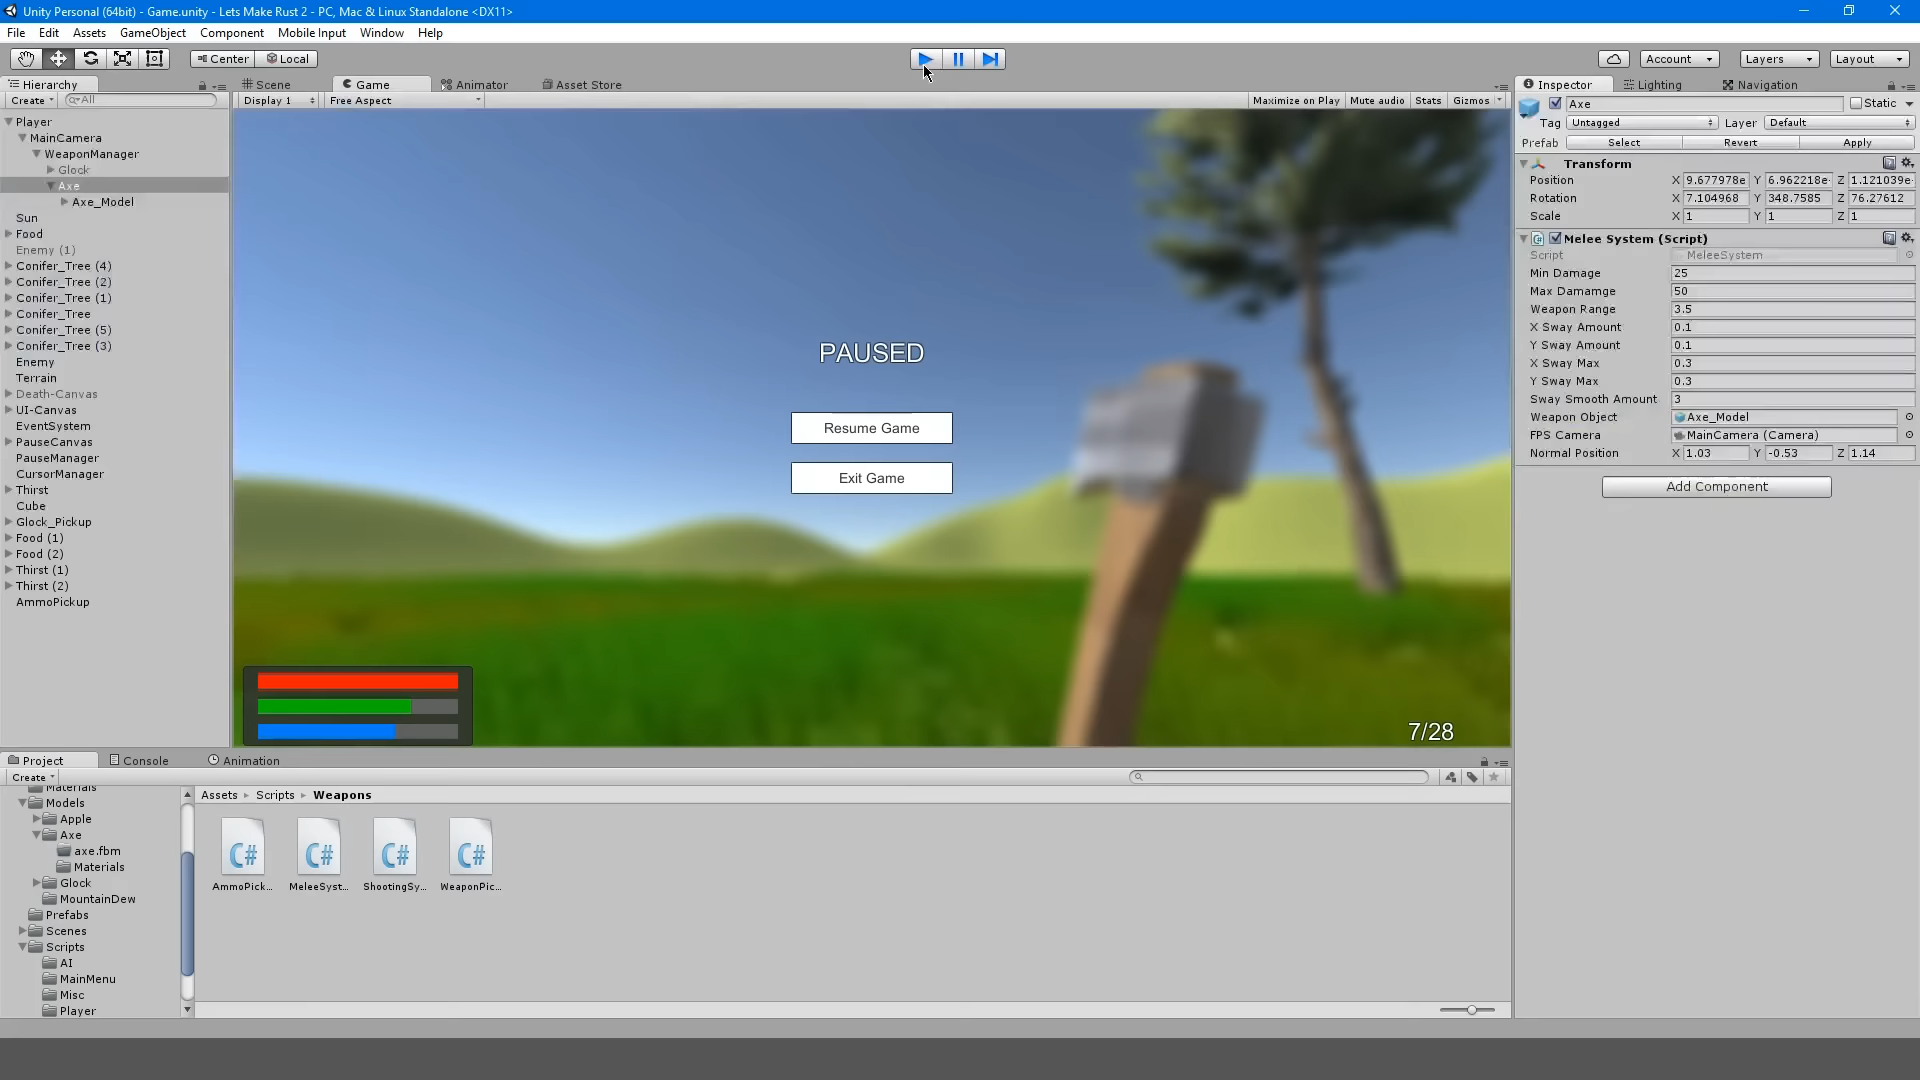 Unity Personal (64bit) - Game.unity - Lets Make Rust 2 - PC, Mac & Linux Standalone <DX11>
File Edit Assets GameObject Component Mobile Input Window Help
Center Local Account Layers Layout
Hierarchy
Create All
Player
MainCamera
WeaponManager
Glock
Axe
Axe_Model
Sun
Food
Enemy (1)
Conifer_Tree (4)
Conifer_Tree (2)
Conifer_Tree (1)
Conifer_Tree
Conifer_Tree (5)
Conifer_Tree (3)
Enemy
Terrain
Death-Canvas
UI-Canvas
EventSystem
PauseCanvas
PauseManager
CursorManager
Thirst
Cube
Glock_Pickup
Food (1)
Food (2)
Thirst (1)
Thirst (2)
AmmoPickup
Scene Game Animator Asset Store
Display 1 Free Aspect Maximize on Play Mute audio Stats Gizmos
PAUSED
Resume Game
Exit Game
7/28
Inspector Lighting Navigation
Axe Static
Tag Untagged Layer Default
Prefab Select Revert Apply
Transform
Position X 9.677978e Y 6.962218e- Z 1.121039e-
Rotation X 7.104968 Y 348.7585 Z 76.27612
Scale X 1 Y 1 Z 1
C# Melee System (Script)
Script MeleeSystem
Min Damage 25
Max Damamge 50
Weapon Range 3.5
X Sway Amount 0.1
Y Sway Amount 0.1
X Sway Max 0.3
Y Sway Max 0.3
Sway Smooth Amount 3
Weapon Object Axe_Model
FPS Camera MainCamera (Camera)
Normal Position X 1.03 Y -0.53 Z 1.14
Add Component
Project Console Animation
Create
Materials
Models
Apple
Axe
axe.fbm
Materials
Glock
MountainDew
Prefabs
Scenes
Scripts
AI
MainMenu
Misc
Player
Assets Scripts Weapons
C# C# C# C#
AmmoPick... MeleeSyst... ShootingSy... WeaponPic...